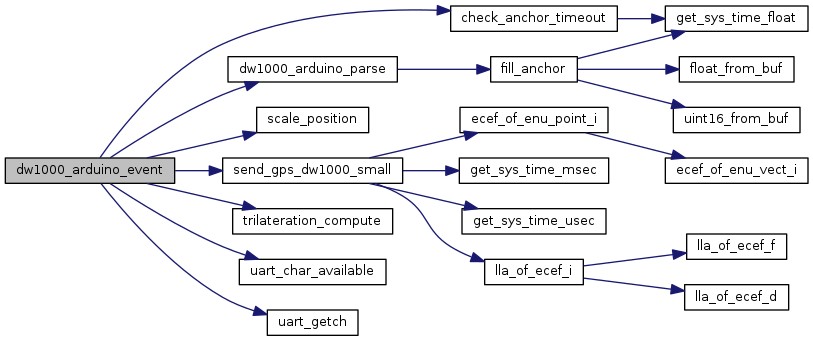 check_anchor_timeout
get_sys_time_float
dw1000_arduino_parse
fill_anchor
float_from_buf
scale_position
ecef_of_enu_point_i
uint16_from_buf
dw1000_arduino_event
send_gps_dw1000_small
get_sys_time_msec
ecef_of_enu_vect_i
trilateration_compute
get_sys_time_usec
uart_char_available
lla_of_ecef_i
lla_of_ecef_f
lla_of_ecef_d
uart_getch